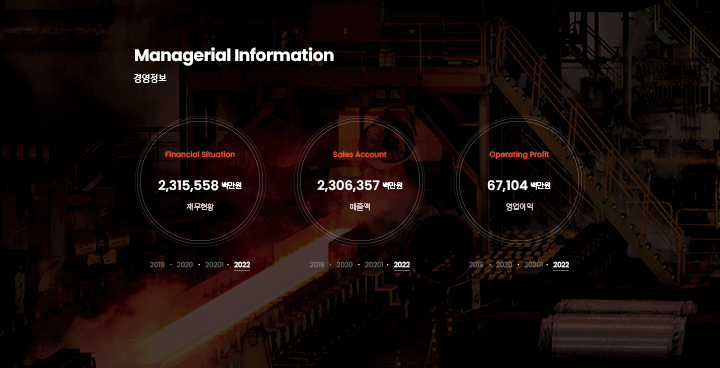 Managerial Information
경영정보
Financial Situation
2,315,558 백만원
재무현황
2019 · 2020 · 20201 · 2022
Sales Account
2,306,357 백만원
매출액
2019 · 2020 · 20201 · 2022
Operating Profit
67,104 백만원
영업이익
2019 · 2020 · 20201 · 2022